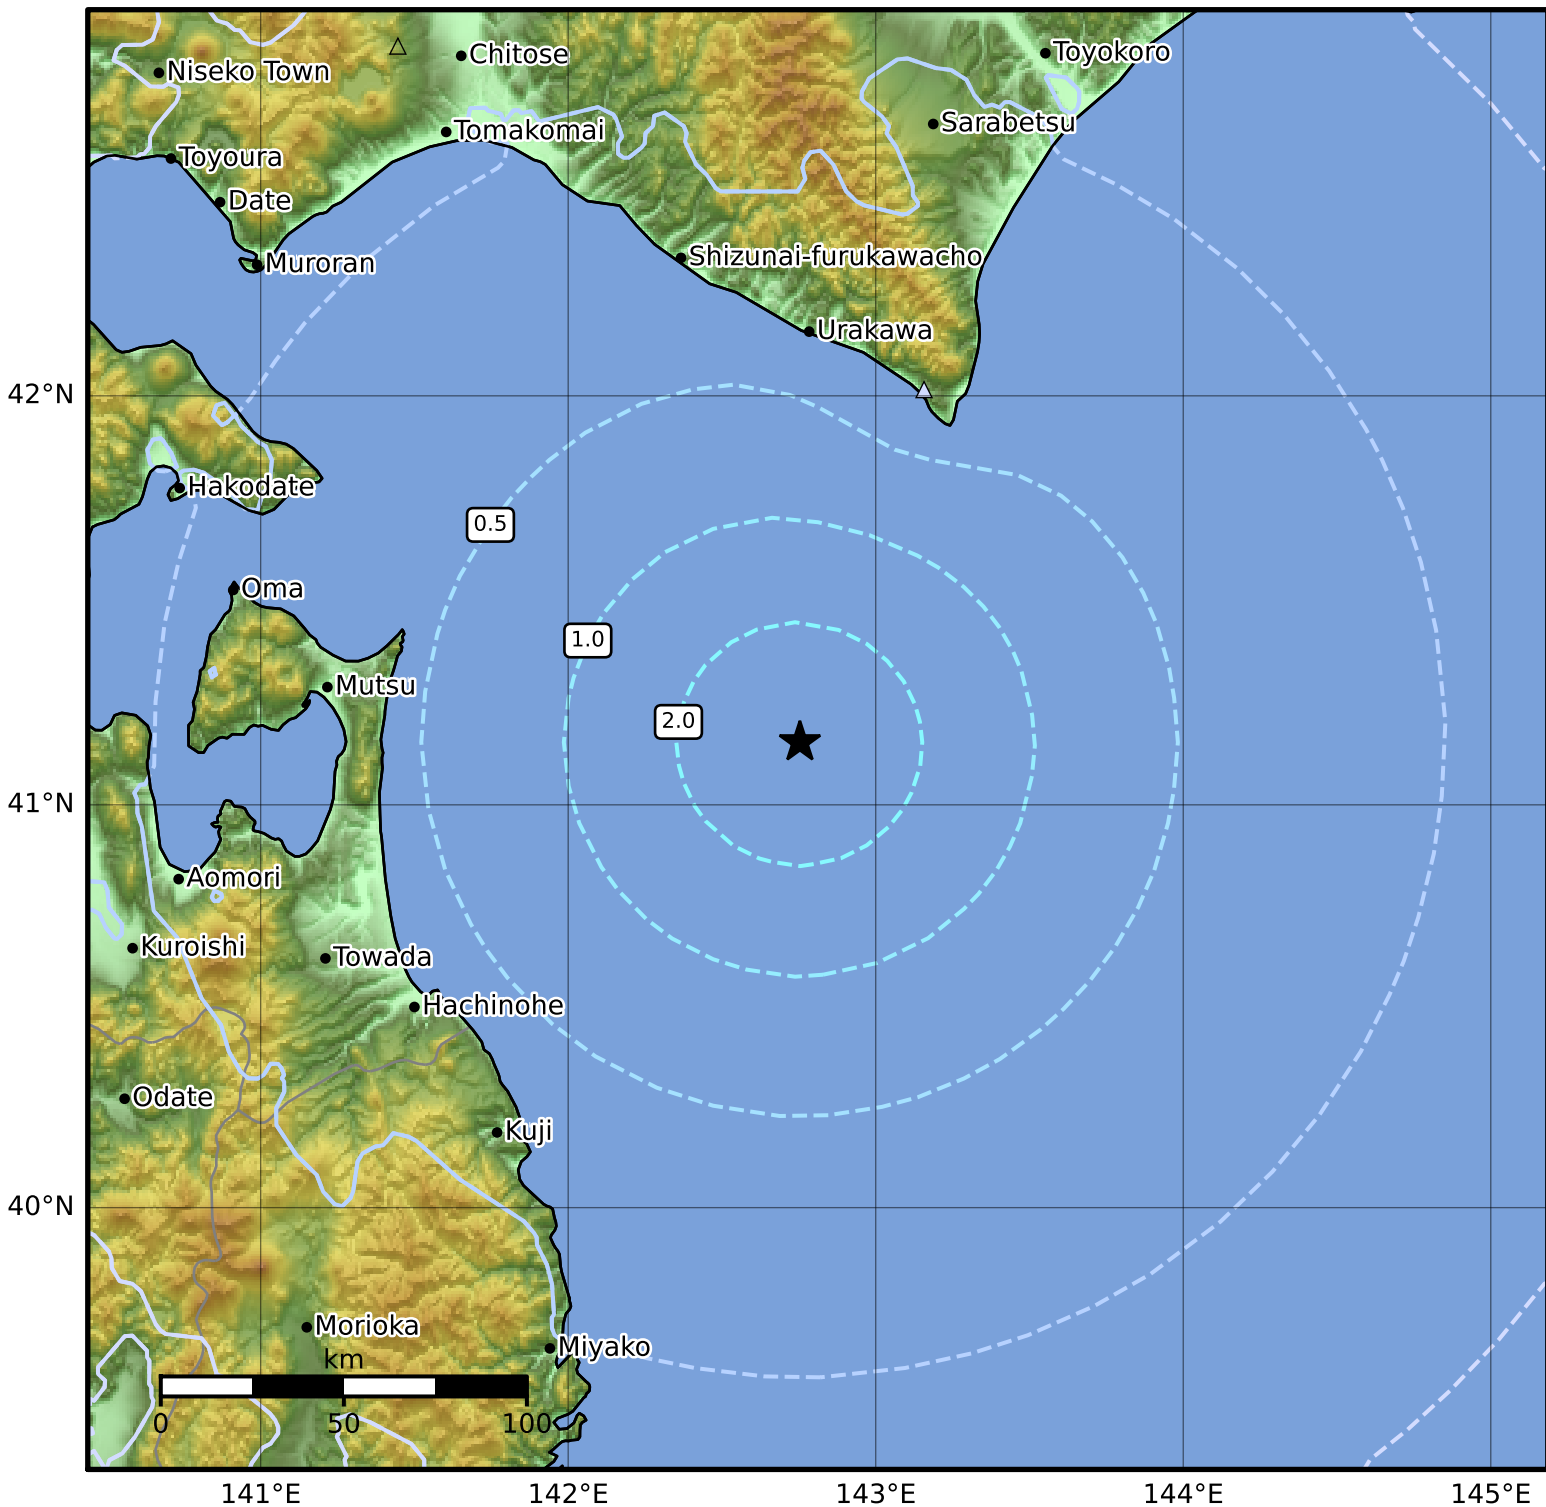 Chitose
Toyokoro
Niseko Town
Sarabetsu
Tomakomai
Toyoura
Date
Shizunai-furukawacho
Muroran
Urakawa
42°N
Hakodate
0.5
Oma
1.0
Mutsu
2.0
41°N
Aomori
Kuroishi
Towada
Hachinohe
Odate
Kuji
40°N
Morioka
Miyako
km
0 50 100
141°E 142°E 143°E 144°E 145°E